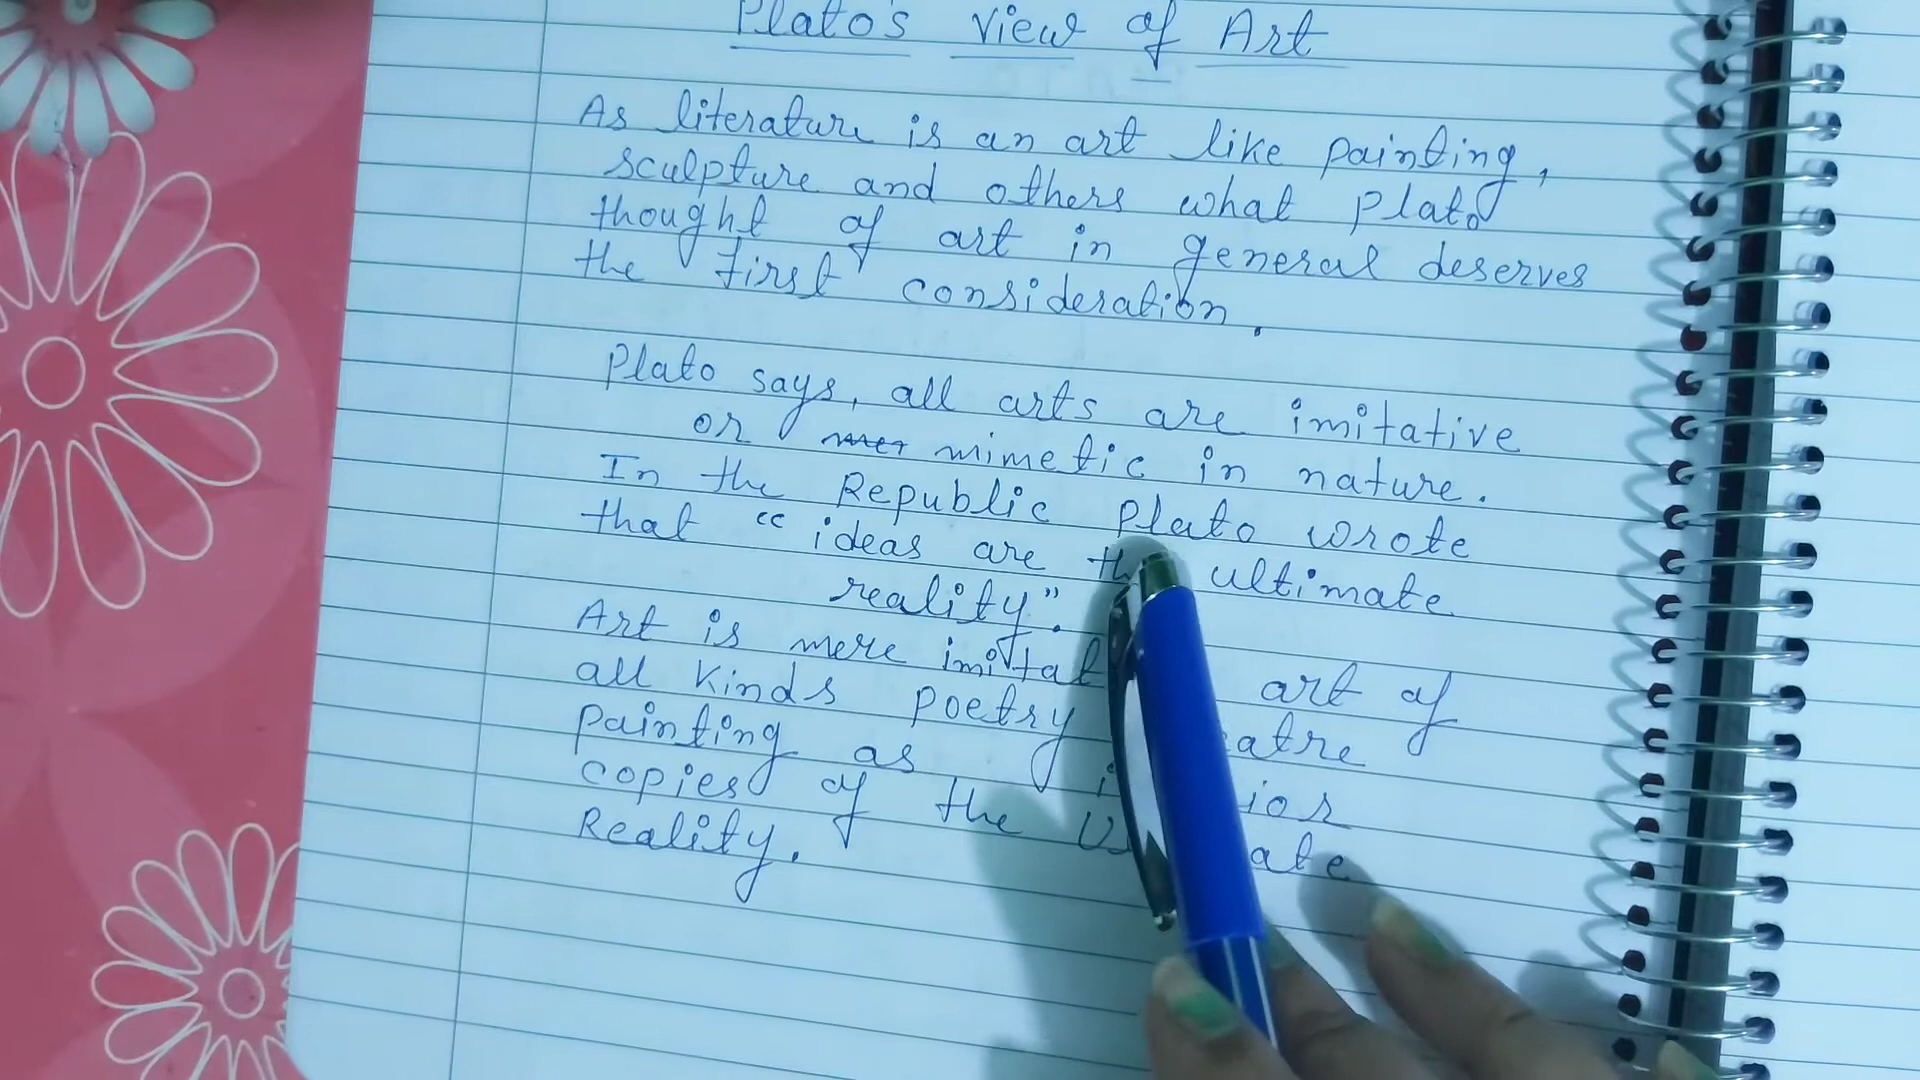 Plato's view of Art
As literature is an art like painting,
sculpture and others what Plato
thought of art in general deserves
the first consideration.
Plato says, all arts are imitative
or mimetic in nature.
In the Republic Plato wrote
that "ideas are ultimate
reality".
Art is mere art of
all kinds poetry
painting as
copies of the
Reality.